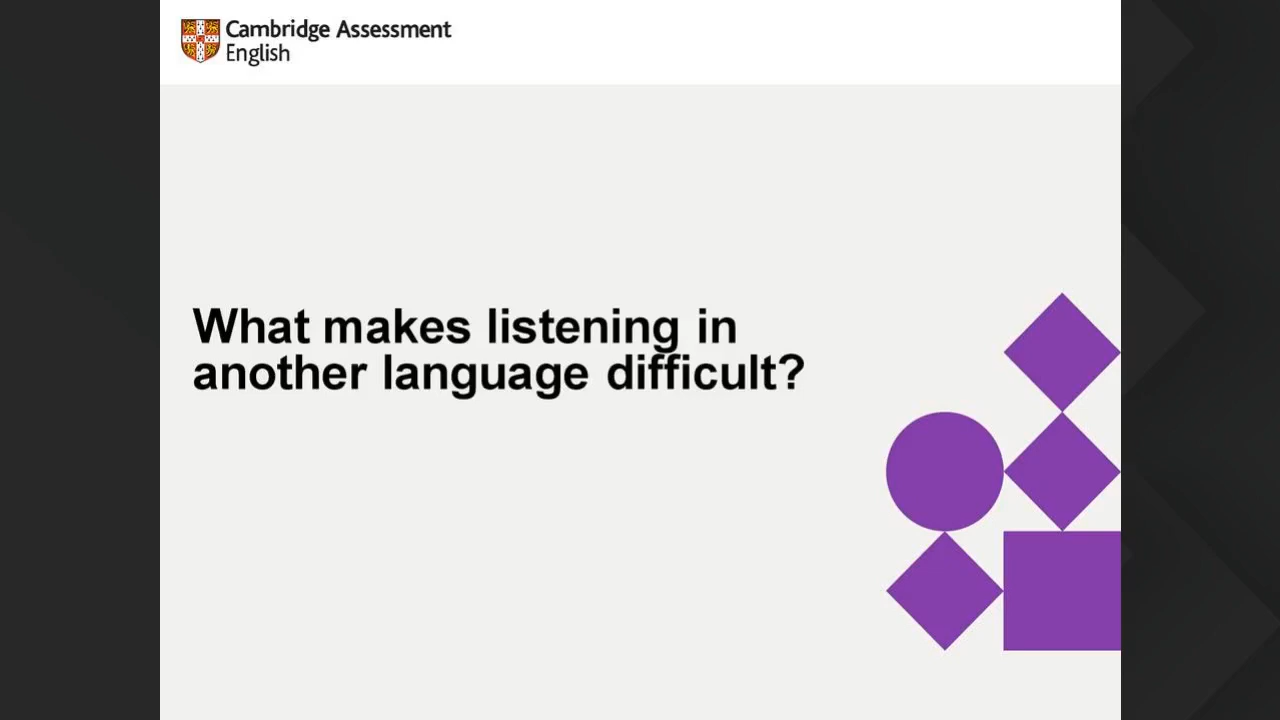 Cambridge Assessment
English
What makes listening in
another language difficult?